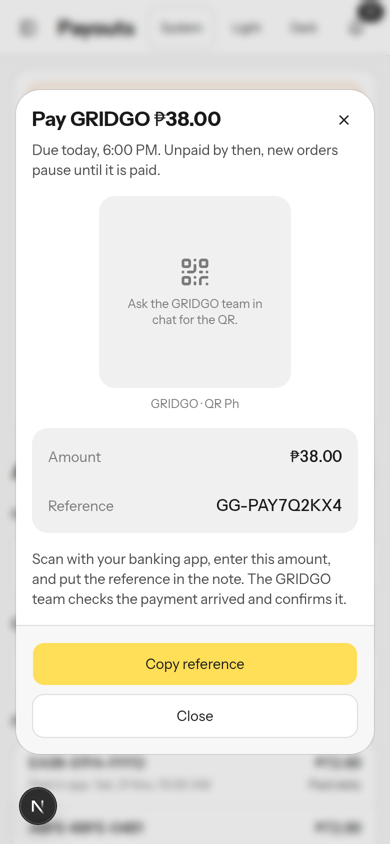 Payouts
System
Light
Dark
Pay GRIDGO ₱38.00
Due today, 6:00 PM. Unpaid by then, new orders
pause until it is paid.
Ask the GRIDGO team in
chat for the QR.
GRIDGO · QR Ph
Amount
₱38.00
Reference
GG-PAY7Q2KX4
Scan with your banking app, enter this amount,
and put the reference in the note. The GRIDGO
team checks the payment arrived and confirms it.
Copy reference
Close
N